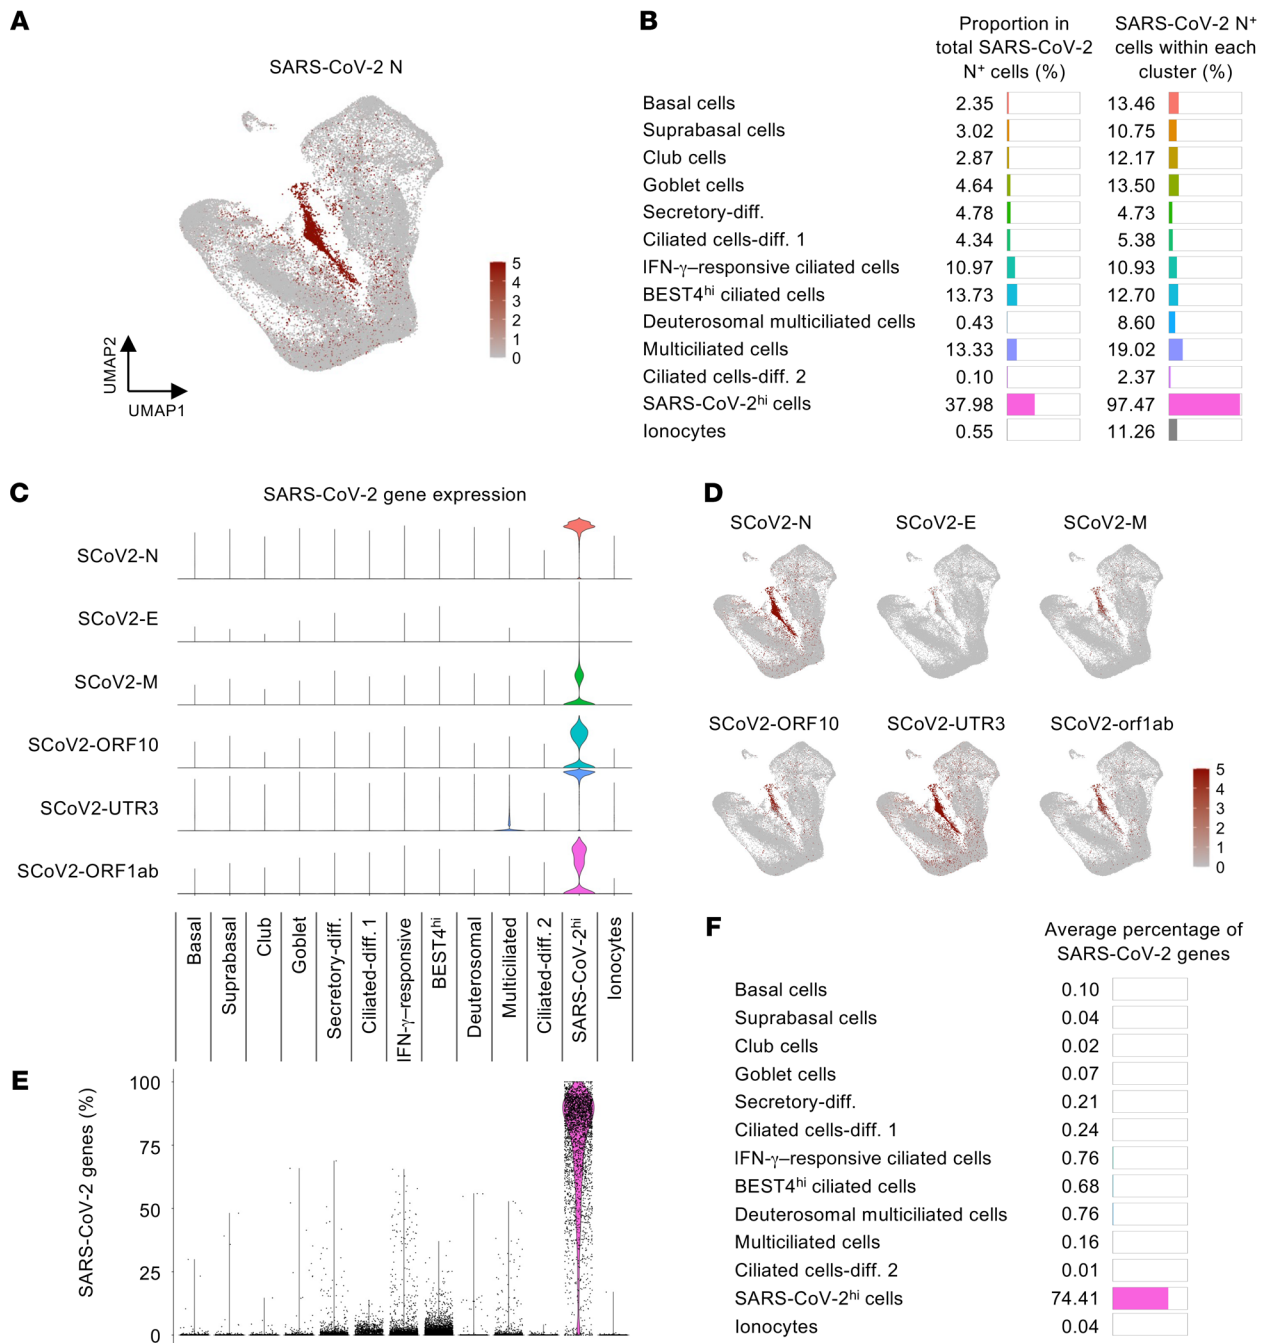 A
SARS-CoV-2 N
5
4
3
2
1
0
UMAP2
UMAP1
B
Proportion in total SARS-CoV-2 N⁺ cells (%)
SARS-CoV-2 N⁺ cells within each cluster (%)
Basal cells 2.35 13.46
Suprabasal cells 3.02 10.75
Club cells 2.87 12.17
Goblet cells 4.64 13.50
Secretory-diff. 4.78 4.73
Ciliated cells-diff. 1 4.34 5.38
IFN-γ–responsive ciliated cells 10.97 10.93
BEST4ʰⁱ ciliated cells 13.73 12.70
Deuterosomal multiciliated cells 0.43 8.60
Multiciliated cells 13.33 19.02
Ciliated cells-diff. 2 0.10 2.37
SARS-CoV-2ʰⁱ cells 37.98 97.47
Ionocytes 0.55 11.26
C
SARS-CoV-2 gene expression
SCoV2-N
SCoV2-E
SCoV2-M
SCoV2-ORF10
SCoV2-UTR3
SCoV2-ORF1ab
Basal
Suprabasal
Club
Goblet
Secretory-diff.
Ciliated-diff. 1
IFN-γ–responsive
BEST4ʰⁱ
Deuterosomal
Multiciliated
Ciliated-diff. 2
SARS-CoV-2ʰⁱ
Ionocytes
D
SCoV2-N SCoV2-E SCoV2-M
SCoV2-ORF10 SCoV2-UTR3 SCoV2-orf1ab
5
4
3
2
1
0
E
SARS-CoV-2 genes (%)
100
75
50
25
0
F
Average percentage of
SARS-CoV-2 genes
Basal cells 0.10
Suprabasal cells 0.04
Club cells 0.02
Goblet cells 0.07
Secretory-diff. 0.21
Ciliated cells-diff. 1 0.24
IFN-γ–responsive ciliated cells 0.76
BEST4ʰⁱ ciliated cells 0.68
Deuterosomal multiciliated cells 0.76
Multiciliated cells 0.16
Ciliated cells-diff. 2 0.01
SARS-CoV-2ʰⁱ cells 74.41
Ionocytes 0.04